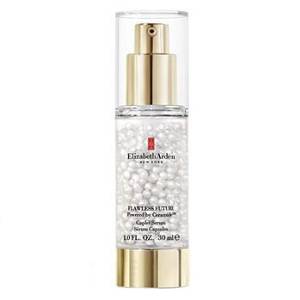 Elizabeth Arden
NEW YORK
FLAWLESS FUTURE
Powered by Ceramide™
Caplet Serum
Sérum Capsules
1.0 FL. OZ. 30 ml ℮